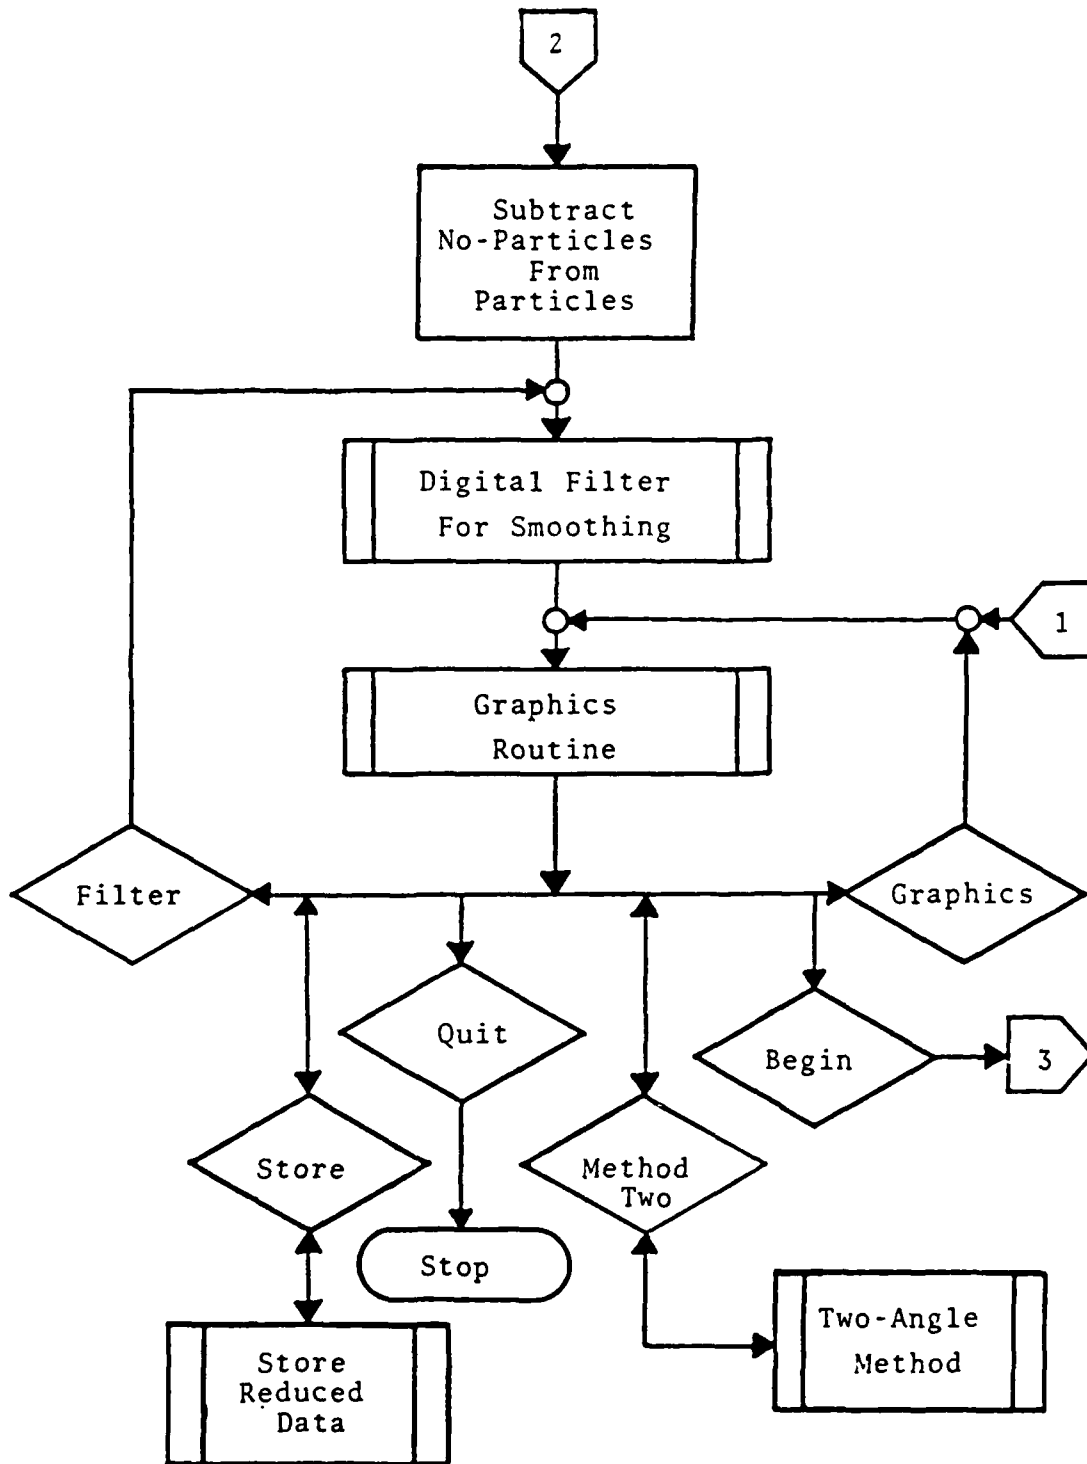 2
Subtract
No-Particles
From
Particles
Digital Filter
For Smoothing
1
Graphics
Routine
Filter
Graphics
Quit
Begin
3
Store
Method
Two
Stop
Two-Angle
Method
Store
Reduced
Data